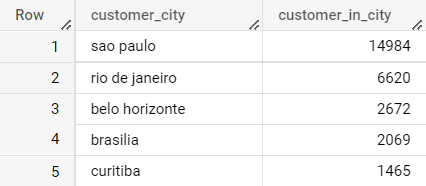 Row customer_city customer_in_city
1 sao paulo 14984
2 rio de janeiro 6620
3 belo horizonte 2672
4 brasilia 2069
5 curitiba 1465